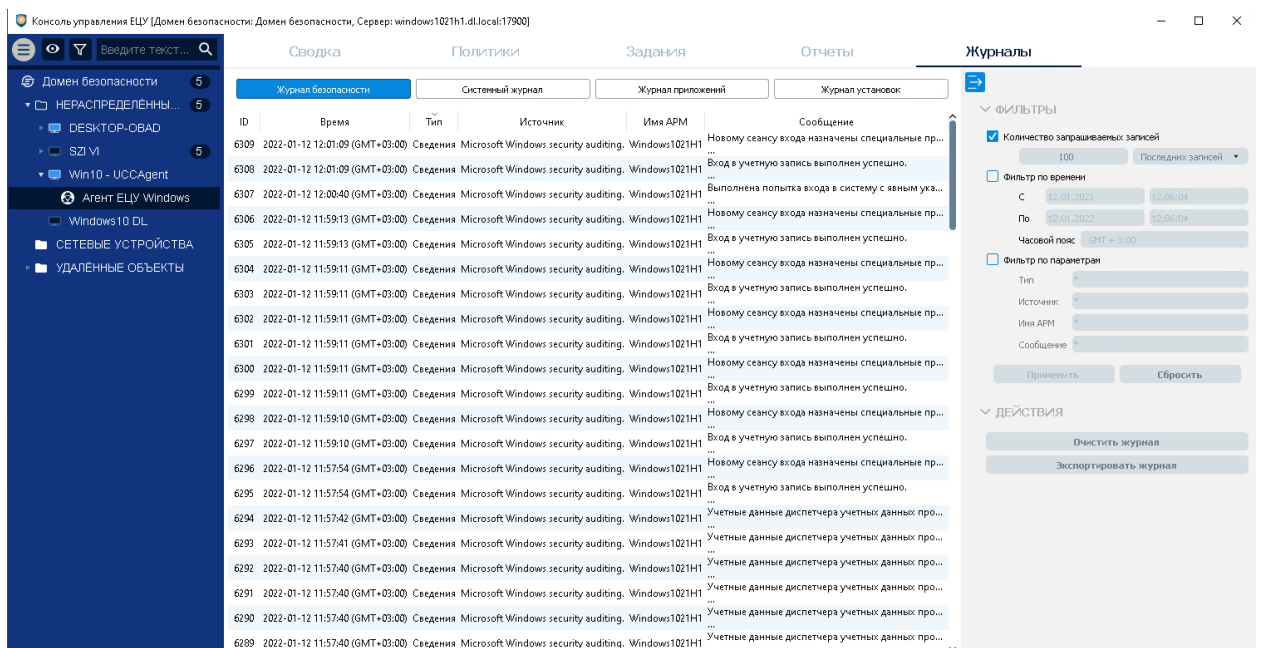 Консоль управления ЕЦУ [Домен безопасности: Домен безопасности, Сервер: windows1021h1.dl.local:17900]
Введите текст...
Сводка Политики Задания Отчеты Журналы
Домен безопасности 5
НЕРАСПРЕДЕЛЁННЫ... 5
DESKTOP-OBAD
SZI VI 5
Win10 - UCCAgent
Агент ЕЦУ Windows
Windows10 DL
СЕТЕВЫЕ УСТРОЙСТВА
УДАЛЁННЫЕ ОБЪЕКТЫ
Журнал безопасности Системный журнал Журнал приложений Журнал установок
ID Время Тип Источник Имя АРМ Сообщение
6309 2022-01-12 12:01:09 (GMT+03:00) Сведения Microsoft Windows security auditing. Windows1021H1 Новому сеансу входа назначены специальные пр...
...
6308 2022-01-12 12:01:09 (GMT+03:00) Сведения Microsoft Windows security auditing. Windows1021H1 Вход в учетную запись выполнен успешно.
...
6307 2022-01-12 12:00:40 (GMT+03:00) Сведения Microsoft Windows security auditing. Windows1021H1 Выполнена попытка входа в систему с явным ука...
...
6306 2022-01-12 11:59:13 (GMT+03:00) Сведения Microsoft Windows security auditing. Windows1021H1 Новому сеансу входа назначены специальные пр...
...
6305 2022-01-12 11:59:13 (GMT+03:00) Сведения Microsoft Windows security auditing. Windows1021H1 Вход в учетную запись выполнен успешно.
...
6304 2022-01-12 11:59:11 (GMT+03:00) Сведения Microsoft Windows security auditing. Windows1021H1 Новому сеансу входа назначены специальные пр...
...
6303 2022-01-12 11:59:11 (GMT+03:00) Сведения Microsoft Windows security auditing. Windows1021H1 Вход в учетную запись выполнен успешно.
...
6302 2022-01-12 11:59:11 (GMT+03:00) Сведения Microsoft Windows security auditing. Windows1021H1 Новому сеансу входа назначены специальные пр...
...
6301 2022-01-12 11:59:11 (GMT+03:00) Сведения Microsoft Windows security auditing. Windows1021H1 Вход в учетную запись выполнен успешно.
...
6300 2022-01-12 11:59:11 (GMT+03:00) Сведения Microsoft Windows security auditing. Windows1021H1 Новому сеансу входа назначены специальные пр...
...
6299 2022-01-12 11:59:11 (GMT+03:00) Сведения Microsoft Windows security auditing. Windows1021H1 Вход в учетную запись выполнен успешно.
...
6298 2022-01-12 11:59:10 (GMT+03:00) Сведения Microsoft Windows security auditing. Windows1021H1 Новому сеансу входа назначены специальные пр...
...
6297 2022-01-12 11:59:10 (GMT+03:00) Сведения Microsoft Windows security auditing. Windows1021H1 Вход в учетную запись выполнен успешно.
...
6296 2022-01-12 11:57:54 (GMT+03:00) Сведения Microsoft Windows security auditing. Windows1021H1 Новому сеансу входа назначены специальные пр...
...
6295 2022-01-12 11:57:54 (GMT+03:00) Сведения Microsoft Windows security auditing. Windows1021H1 Вход в учетную запись выполнен успешно.
...
6294 2022-01-12 11:57:42 (GMT+03:00) Сведения Microsoft Windows security auditing. Windows1021H1 Учетные данные диспетчера учетных данных про...
...
6293 2022-01-12 11:57:41 (GMT+03:00) Сведения Microsoft Windows security auditing. Windows1021H1 Учетные данные диспетчера учетных данных про...
...
6292 2022-01-12 11:57:40 (GMT+03:00) Сведения Microsoft Windows security auditing. Windows1021H1 Учетные данные диспетчера учетных данных про...
...
6291 2022-01-12 11:57:40 (GMT+03:00) Сведения Microsoft Windows security auditing. Windows1021H1 Учетные данные диспетчера учетных данных про...
...
6290 2022-01-12 11:57:40 (GMT+03:00) Сведения Microsoft Windows security auditing. Windows1021H1 Учетные данные диспетчера учетных данных про...
...
6289 2022-01-12 11:57:40 (GMT+03:00) Сведения Microsoft Windows security auditing. Windows1021H1 Учетные данные диспетчера учетных данных про...
ФИЛЬТРЫ
Количество запрашиваемых записей
100 Последних записей
Фильтр по времени
С 12.01.2021 12:06:04
По 12.01.2022 12:06:04
Часовой пояс GMT + 3:00
Фильтр по параметрам
Тип *
Источник *
Имя АРМ *
Сообщение *
Применить Сбросить
ДЕЙСТВИЯ
Очистить журнал
Экспортировать журнал